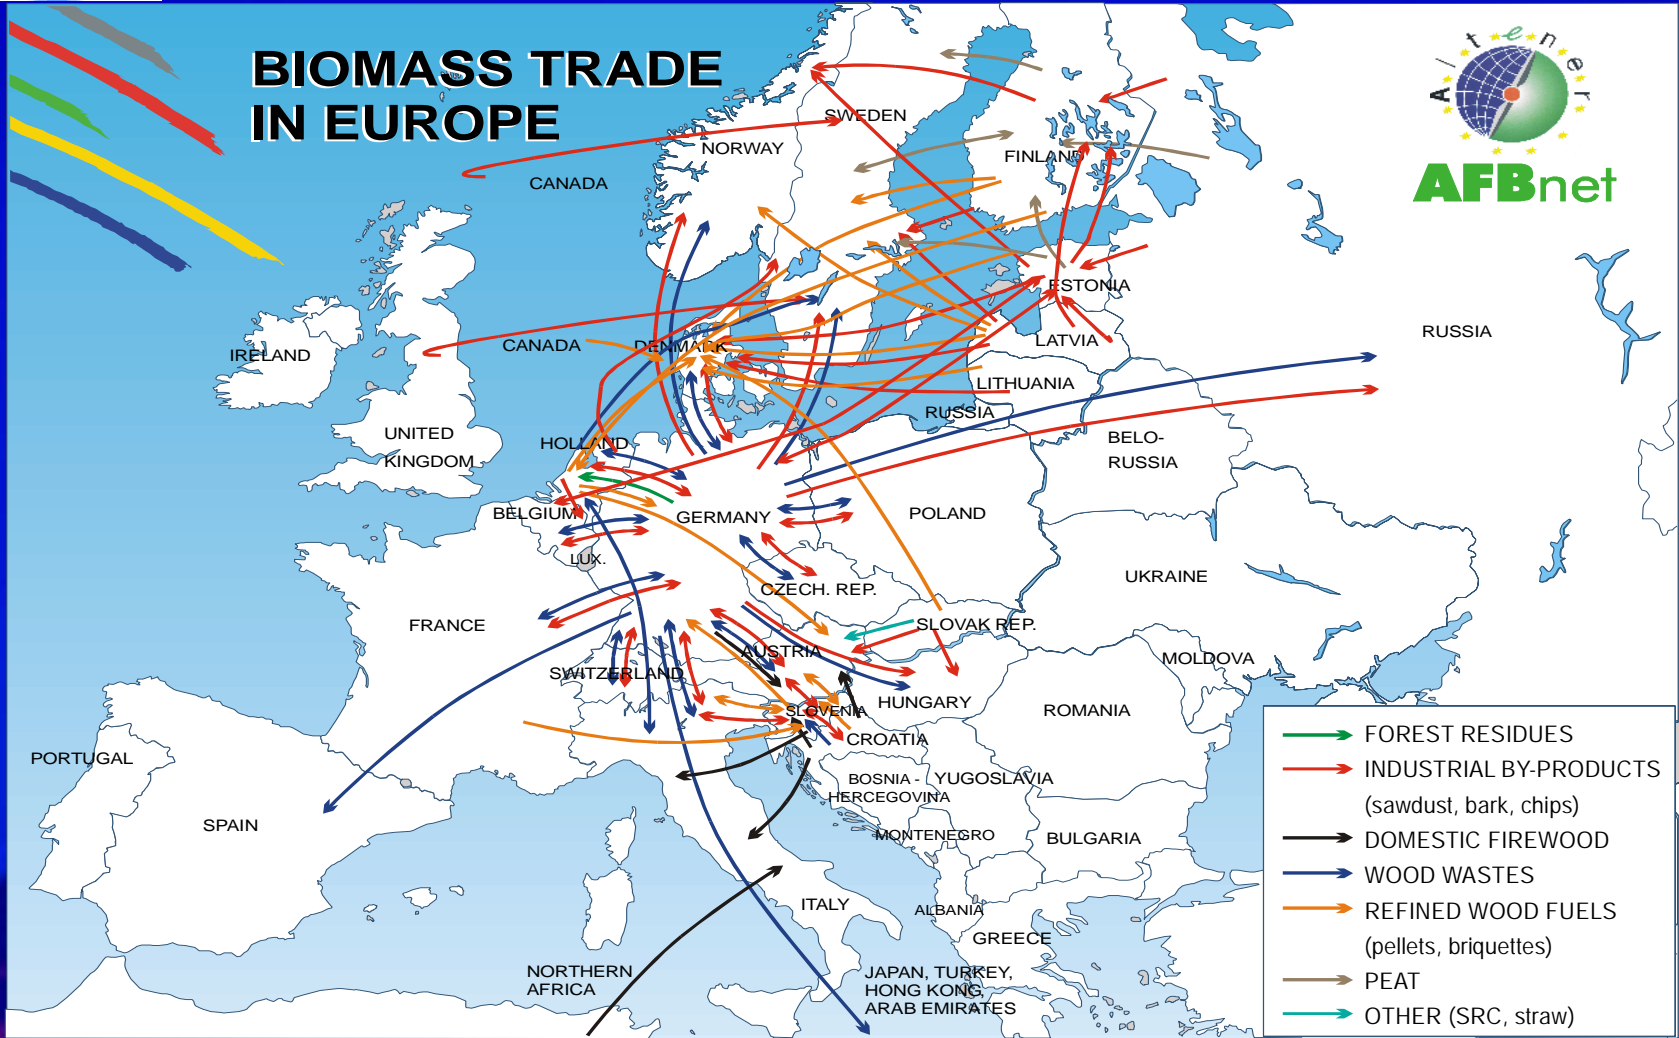 BIOMASS TRADE
IN EUROPE
Altener
AFBnet
SWEDEN
NORWAY
FINLAND
CANADA
ESTONIA
RUSSIA
IRELAND
CANADA
DENMARK
LATVIA
LITHUANIA
RUSSIA
UNITED
KINGDOM
HOLLAND
BELO-
RUSSIA
BELGIUM
GERMANY
POLAND
LUX.
CZECH. REP.
UKRAINE
FRANCE
SLOVAK REP.
AUSTRIA
MOLDOVA
SWITZERLAND
HUNGARY
SLOVENIA
ROMANIA
CROATIA
PORTUGAL
BOSNIA -
HERCEGOVINA
YUGOSLAVIA
SPAIN
MONTENEGRO
BULGARIA
ITALY
ALBANIA
GREECE
NORTHERN
AFRICA
JAPAN, TURKEY,
HONG KONG,
ARAB EMIRATES
FOREST RESIDUES
INDUSTRIAL BY-PRODUCTS
(sawdust, bark, chips)
DOMESTIC FIREWOOD
WOOD WASTES
REFINED WOOD FUELS
(pellets, briquettes)
PEAT
OTHER (SRC, straw)